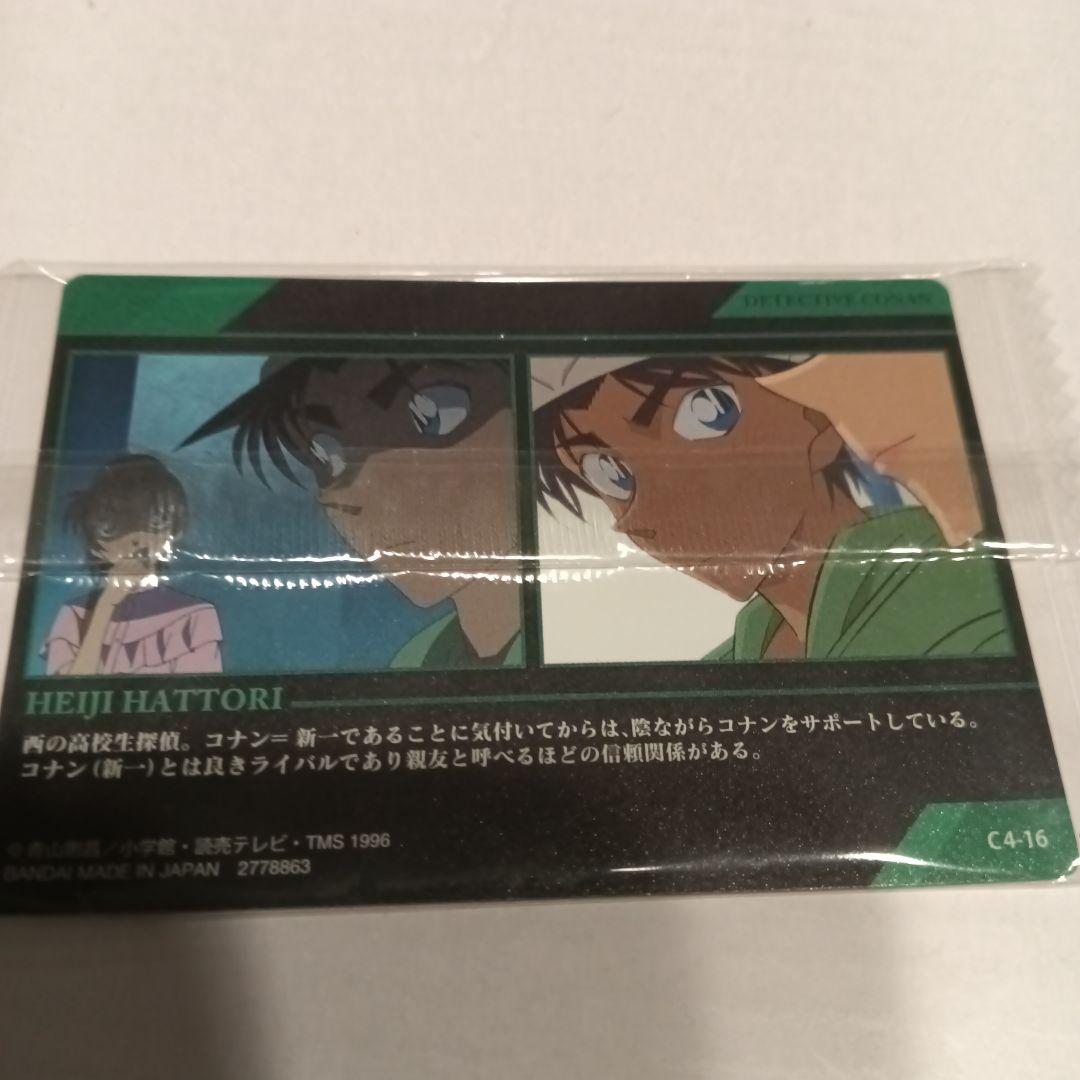 DETECTIVE CONAN
HEIJI HATTORI
西の高校生探偵。コナン=新一であることに気付いてからは、陰ながらコナンをサポートしている。
コナン(新一)とは良きライバルであり親友と呼べるほどの信頼関係がある。
© 青山剛昌/小学館・読売テレビ・TMS 1996
BANDAI MADE IN JAPAN 2778863
C4-16